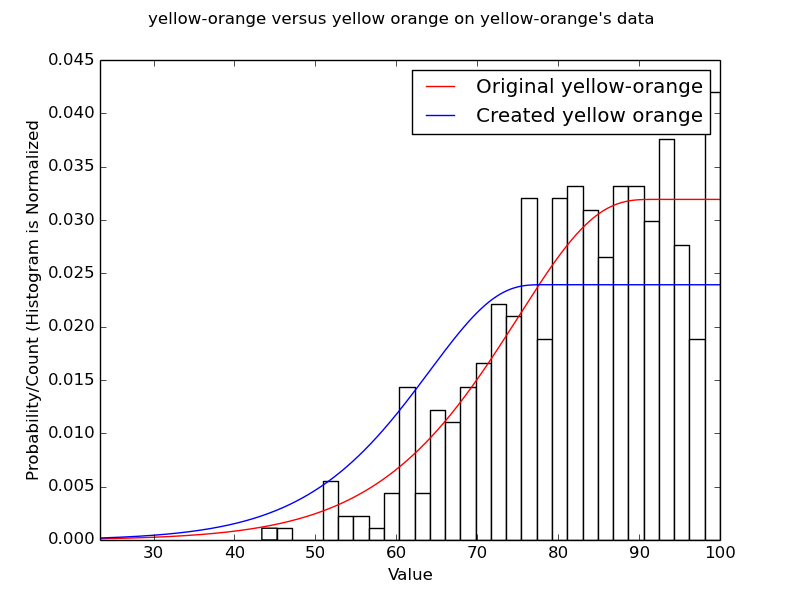 yellow-orange versus yellow orange on yellow-orange's data
0.045
0.040
0.035
0.030
0.025
0.020
0.015
0.010
0.005
0.000
Probability/Count (Histogram is Normalized
Original yellow-orange
Created yellow orange
30 40 50 60 70 80 90 100
Value